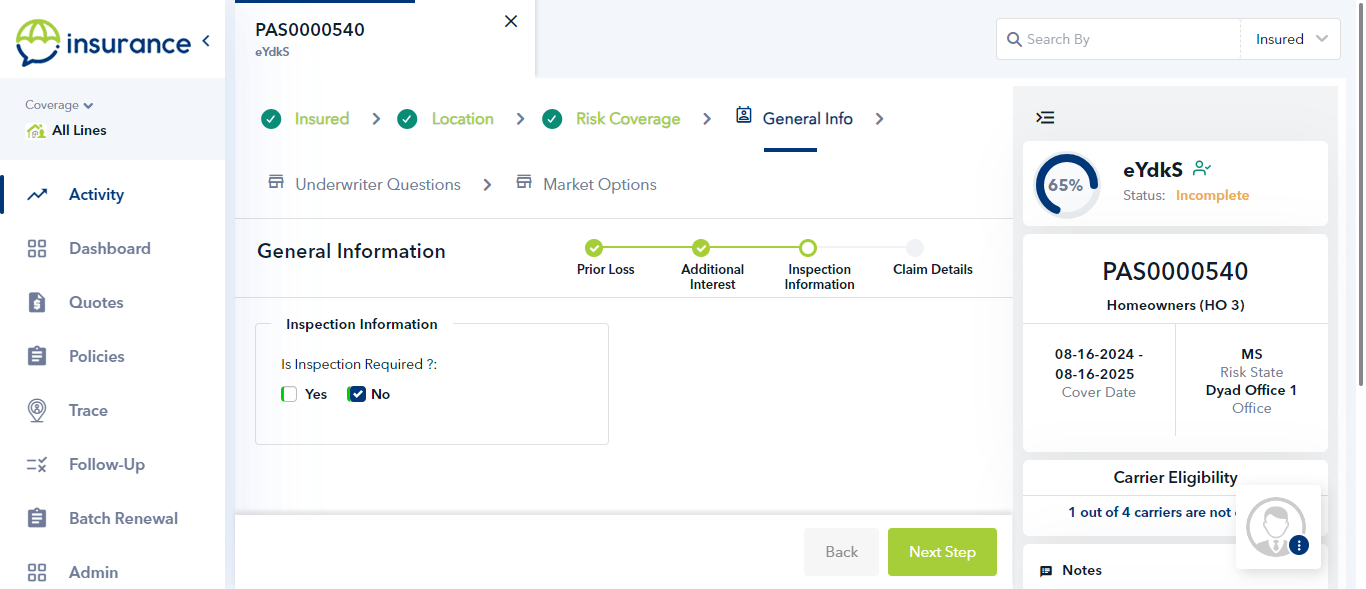 insurance
Coverage
All Lines
Activity
Dashboard
Quotes
Policies
Trace
Follow-Up
Batch Renewal
Admin
PAS0000540
eYdkS
Search By
Insured
Insured
Location
Risk Coverage
General Info
Underwriter Questions
Market Options
General Information
Prior Loss
Additional
Interest
Inspection
Information
Claim Details
Inspection Information
Is Inspection Required ?:
Yes
No
Back
Next Step
65%
eYdkS
Status: Incomplete
PAS0000540
Homeowners (HO 3)
08-16-2024 -
08-16-2025
Cover Date
MS
Risk State
Dyad Office 1
Office
Carrier Eligibility
1 out of 4 carriers are not
Notes